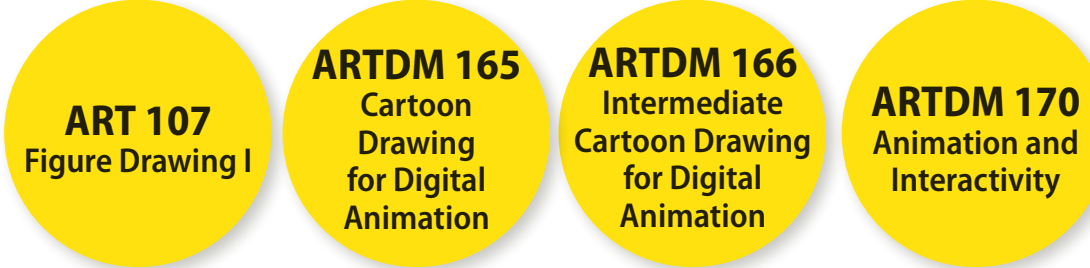 ART 107
Figure Drawing I
ARTDM 165
Cartoon
Drawing
for Digital
Animation
ARTDM 166
Intermediate
Cartoon Drawing
for Digital
Animation
ARTDM 170
Animation and
Interactivity